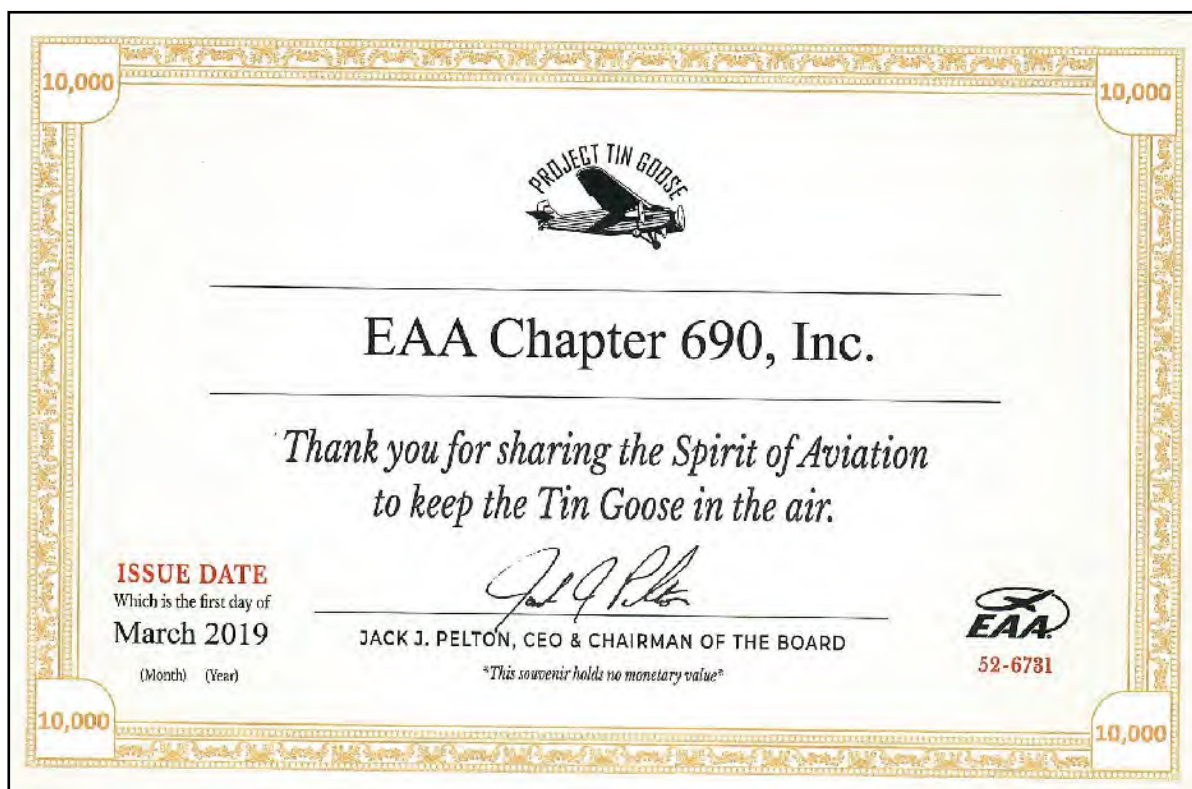 10,000
10,000
PROJECT TIN GOOSE
EAA Chapter 690, Inc.
Thank you for sharing the Spirit of Aviation
to keep the Tin Goose in the air.
ISSUE DATE
Which is the first day of
March 2019
(Month) (Year)
Jack J Pelton
JACK J. PELTON, CEO & CHAIRMAN OF THE BOARD
*This souvenir holds no monetary value*
EAA
52-6731
10,000
10,000